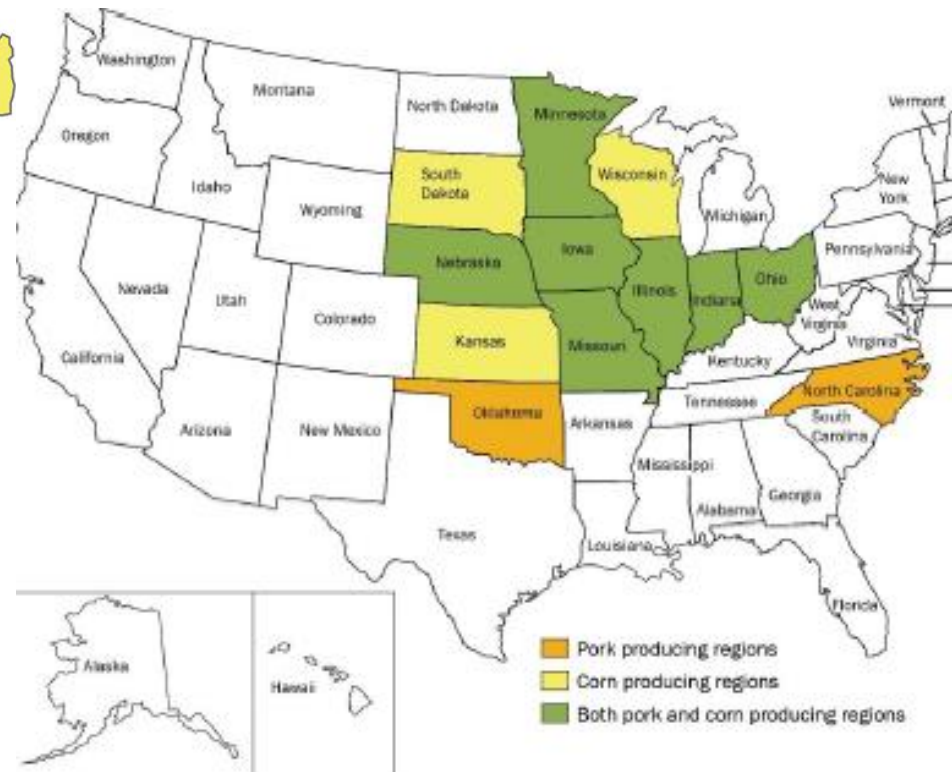 Washington
Montana
North Dakota
Minnesota
Vermont
Oregon
Idaho
South
Dakota
Wisconsin
Wyoming
Michigan
New
York
Pennsylvania
Iowa
Nebraska
Ohio
Illinois
Indiana
Nevada
Utah
Colorado
West
Virginia
Virginia
California
Kansas
Missouri
Kentucky
North Carolina
Tennessee
Oklahoma
Arkansas
South
Carolina
Arizona
New Mexico
Mississippi
Georgia
Alabama
Texas
Louisiana
Florida
Alaska
Hawaii
Pork producing regions
Corn producing regions
Both pork and corn producing regions